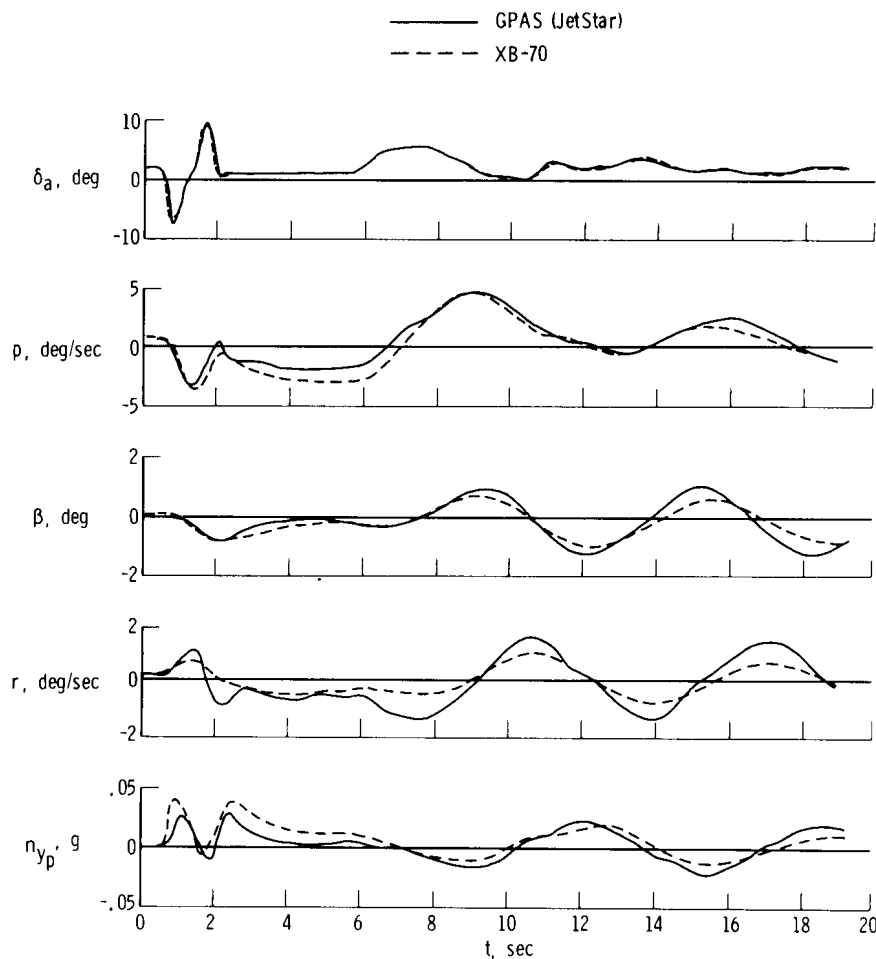 GPAS (JetStar)
XB-70
10
δa, deg
0
-10
5
p, deg/sec
0
-5
2
β, deg
0
-2
2
r, deg/sec
0
-2
.05
nyp, g
0
-.05
0 2 4 6 8 10 12 14 16 18 20
t, sec